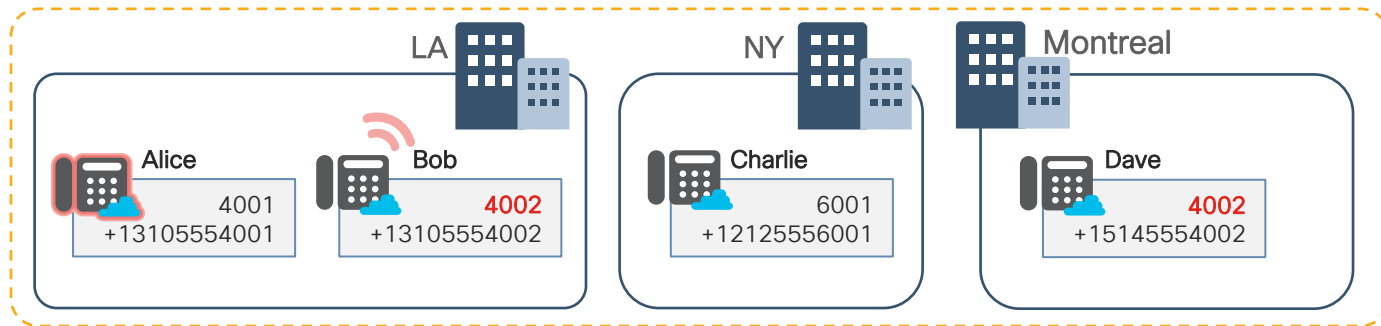 LA
NY
Montreal
Alice
4001
+13105554001
Bob
4002
+13105554002
Charlie
6001
+12125556001
Dave
4002
+15145554002